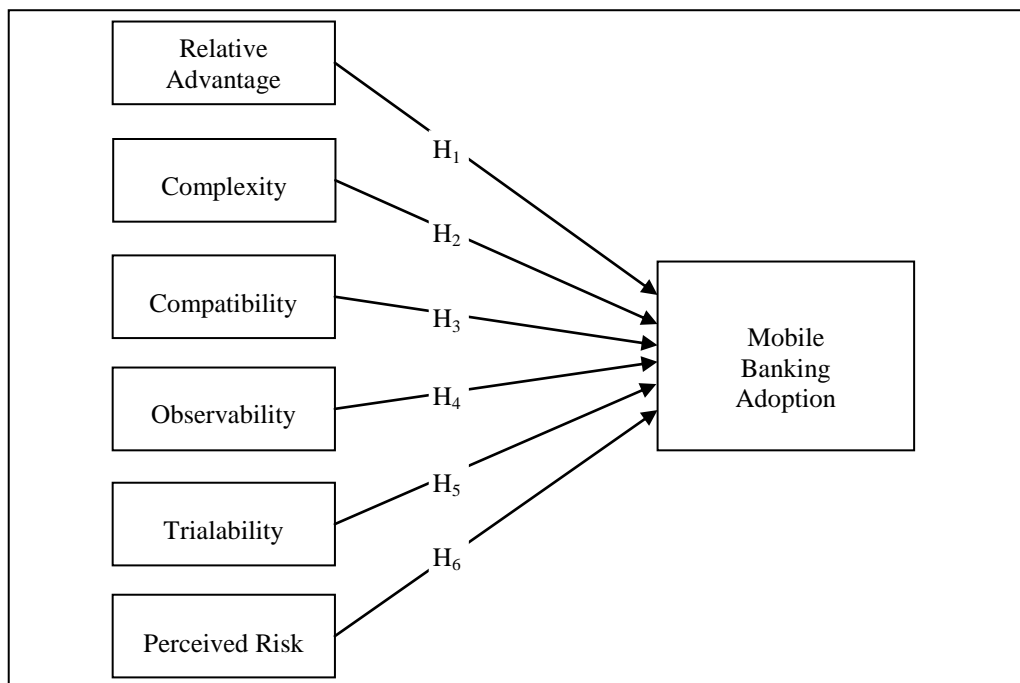 Relative
Advantage
H₁
Complexity
H₂
Compatibility
H₃
Mobile
Banking
Adoption
Observability
H₄
Trialability
H₅
H₆
Perceived Risk